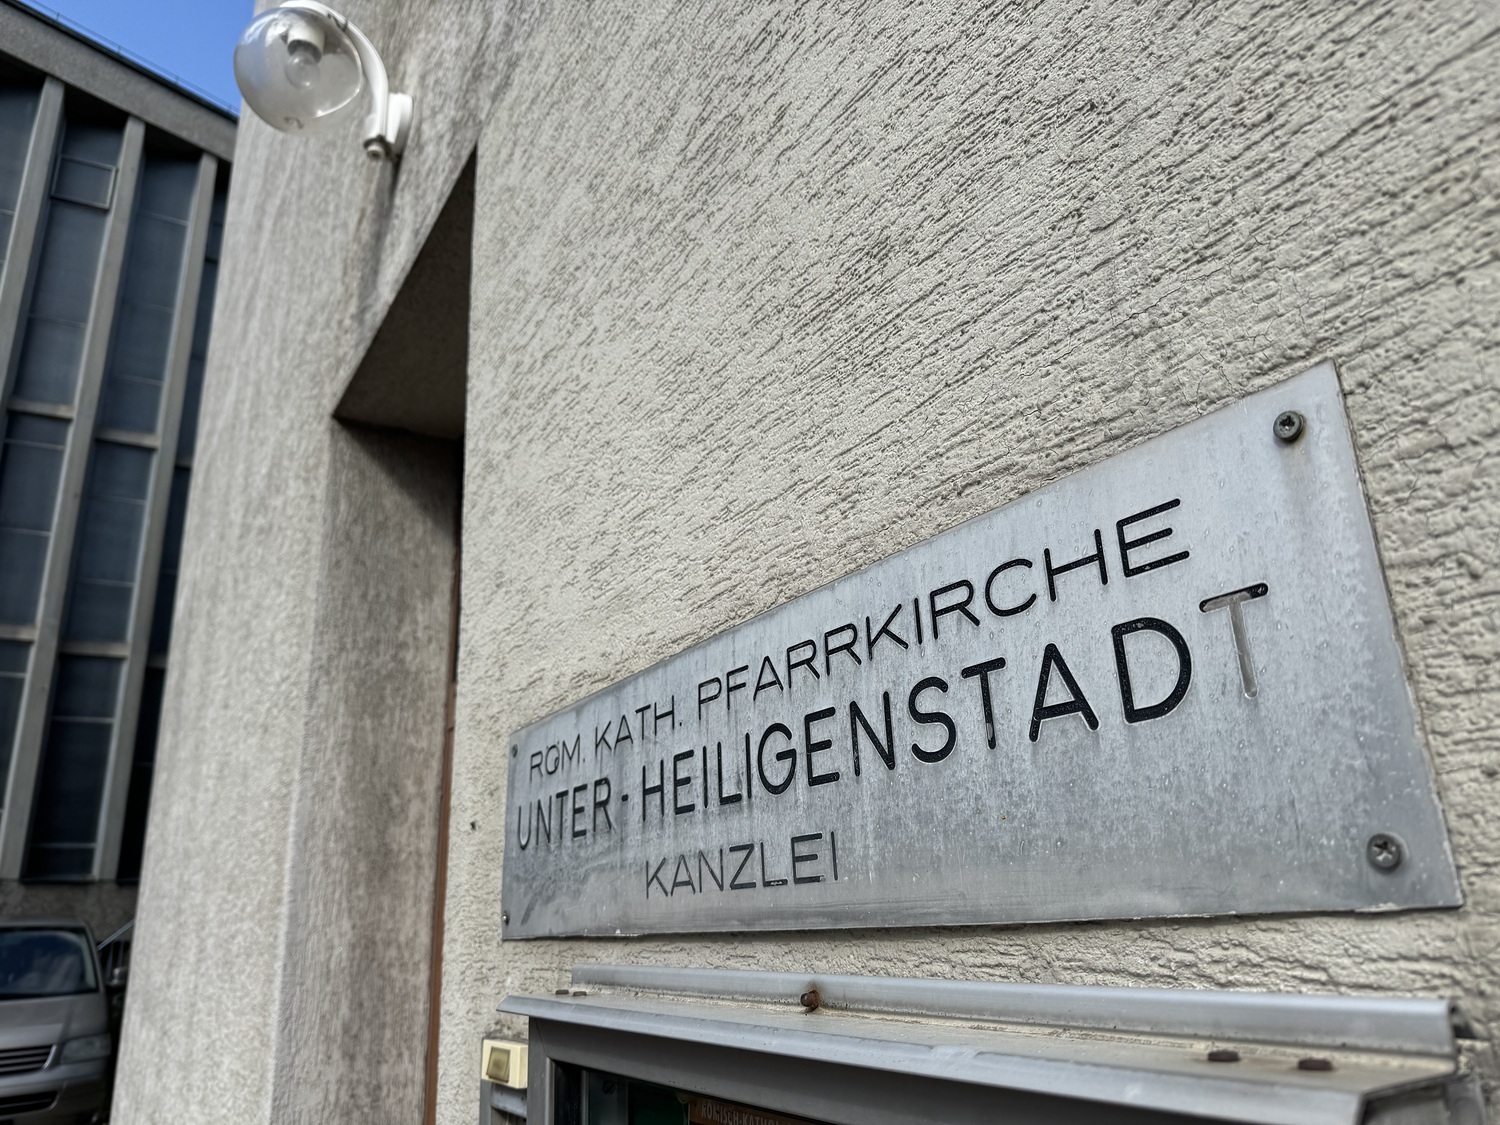 RÖM. KATH. PFARRKIRCHE
UNTER-HEILIGENSTADT
KANZLEI